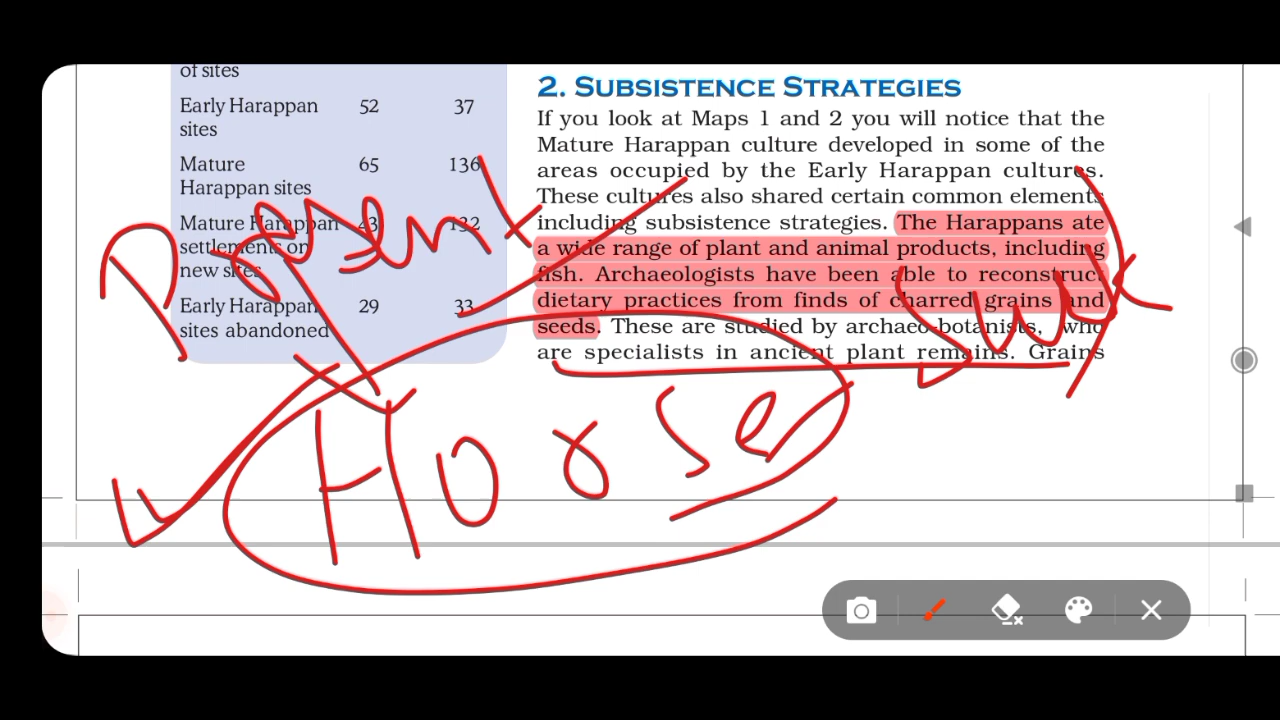 of sites
Early Harappan 52 37
sites
Mature 65 136
Harappan sites
Mature Harappan 43 132
settlements on
new sites
Early Harappan 29 33
sites abandoned
2. SUBSISTENCE STRATEGIES
If you look at Maps 1 and 2 you will notice that the
Mature Harappan culture developed in some of the
areas occupied by the Early Harappan cultures.
These cultures also shared certain common elements
including subsistence strategies. The Harappans ate
a wide range of plant and animal products, including
fish. Archaeologists have been able to reconstruct
dietary practices from finds of charred grains and
seeds. These are studied by archaeo-botanists, who
are specialists in ancient plant remains. Grains
Horse